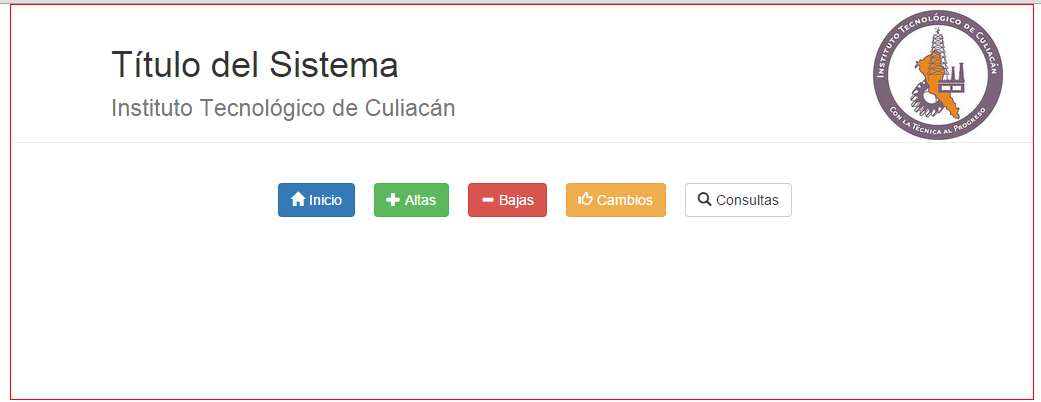 Título del Sistema
Instituto Tecnológico de Culiacán
INSTITUTO TECNOLÓGICO DE CULIACÁN
CON LA TÉCNICA AL PROGRESO
Inicio
Altas
Bajas
Cambios
Consultas